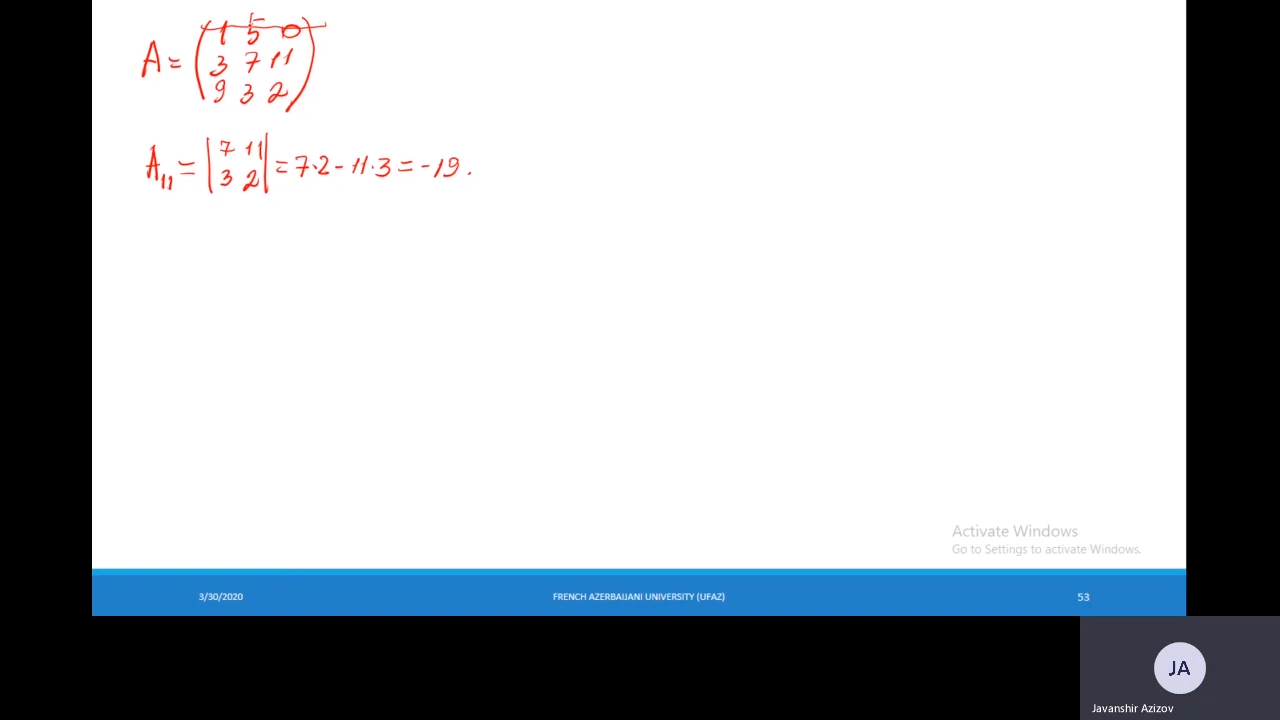 A = ( 1 5 0
3 7 11
9 3 2 )
A₁₁ = | 7 11
3 2 | = 7·2 - 11·3 = -19.
Activate Windows
Go to Settings to activate Windows.
3/30/2020 FRENCH AZERBAIJANI UNIVERSITY (UFAZ) 53
JA
Javanshir Azizov